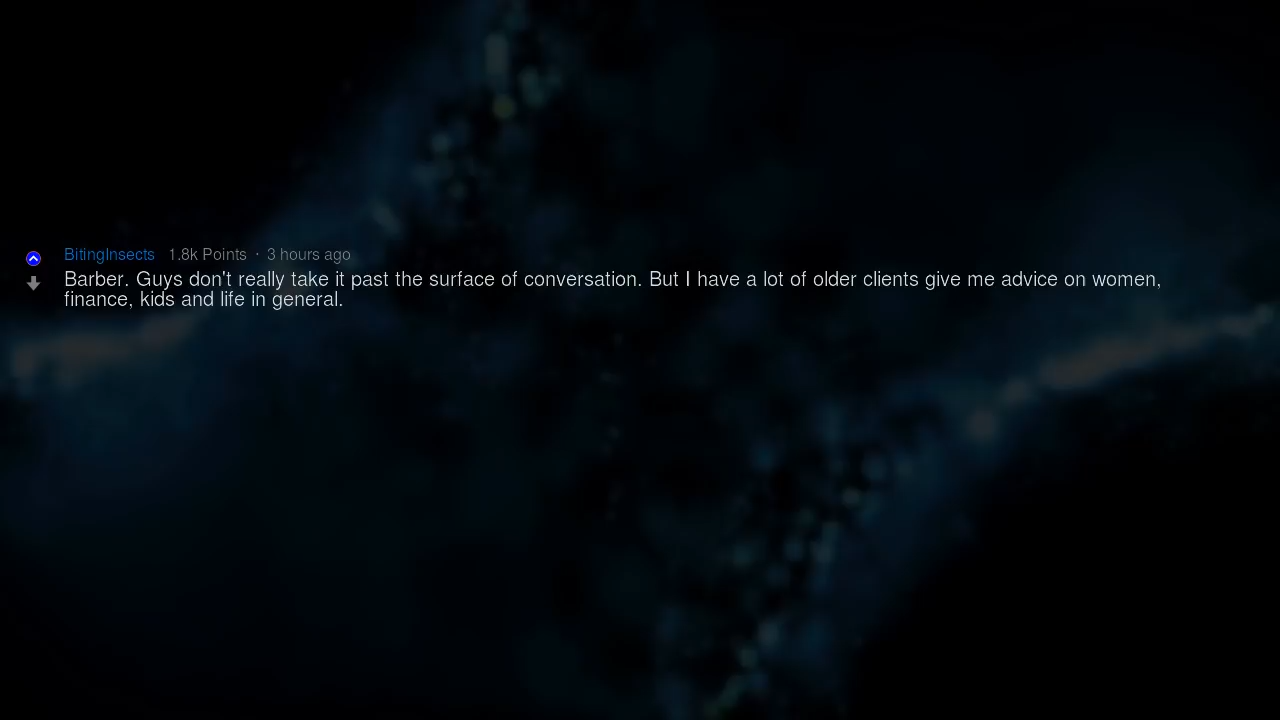 BitingInsects 1.8k Points · 3 hours ago
Barber. Guys don't really take it past the surface of conversation. But I have a lot of older clients give me advice on women,
finance, kids and life in general.